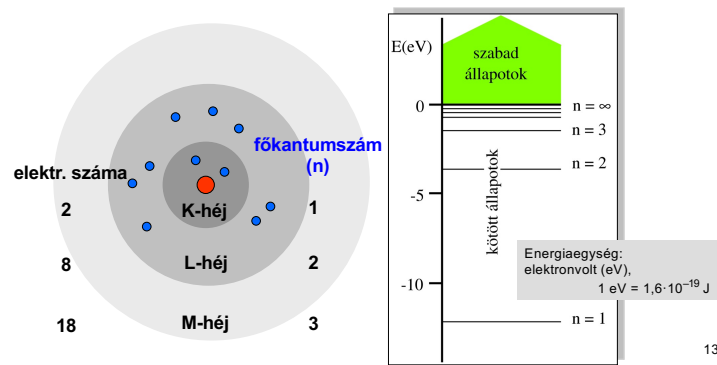 főkantumszám
(n)
elektr. száma
2
K-héj
1
8
L-héj
2
18
M-héj
3
E(eV)
szabad
állapotok
0
n = ∞
n = 3
n = 2
-5
kötött állapotok
-10
n = 1
Energiaegység:
elektronvolt (eV),
1 eV = 1,6·10⁻¹⁹ J
13